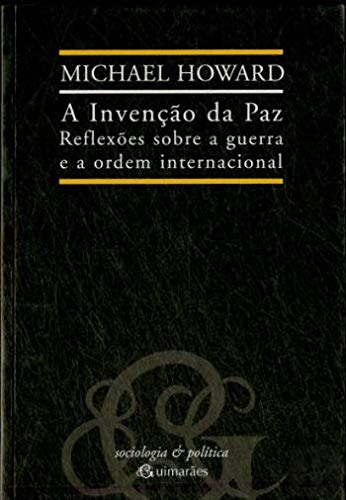 MICHAEL HOWARD
A Invenção da Paz
Reflexões sobre a guerra
e a ordem internacional
sociologia & política
Guimarães